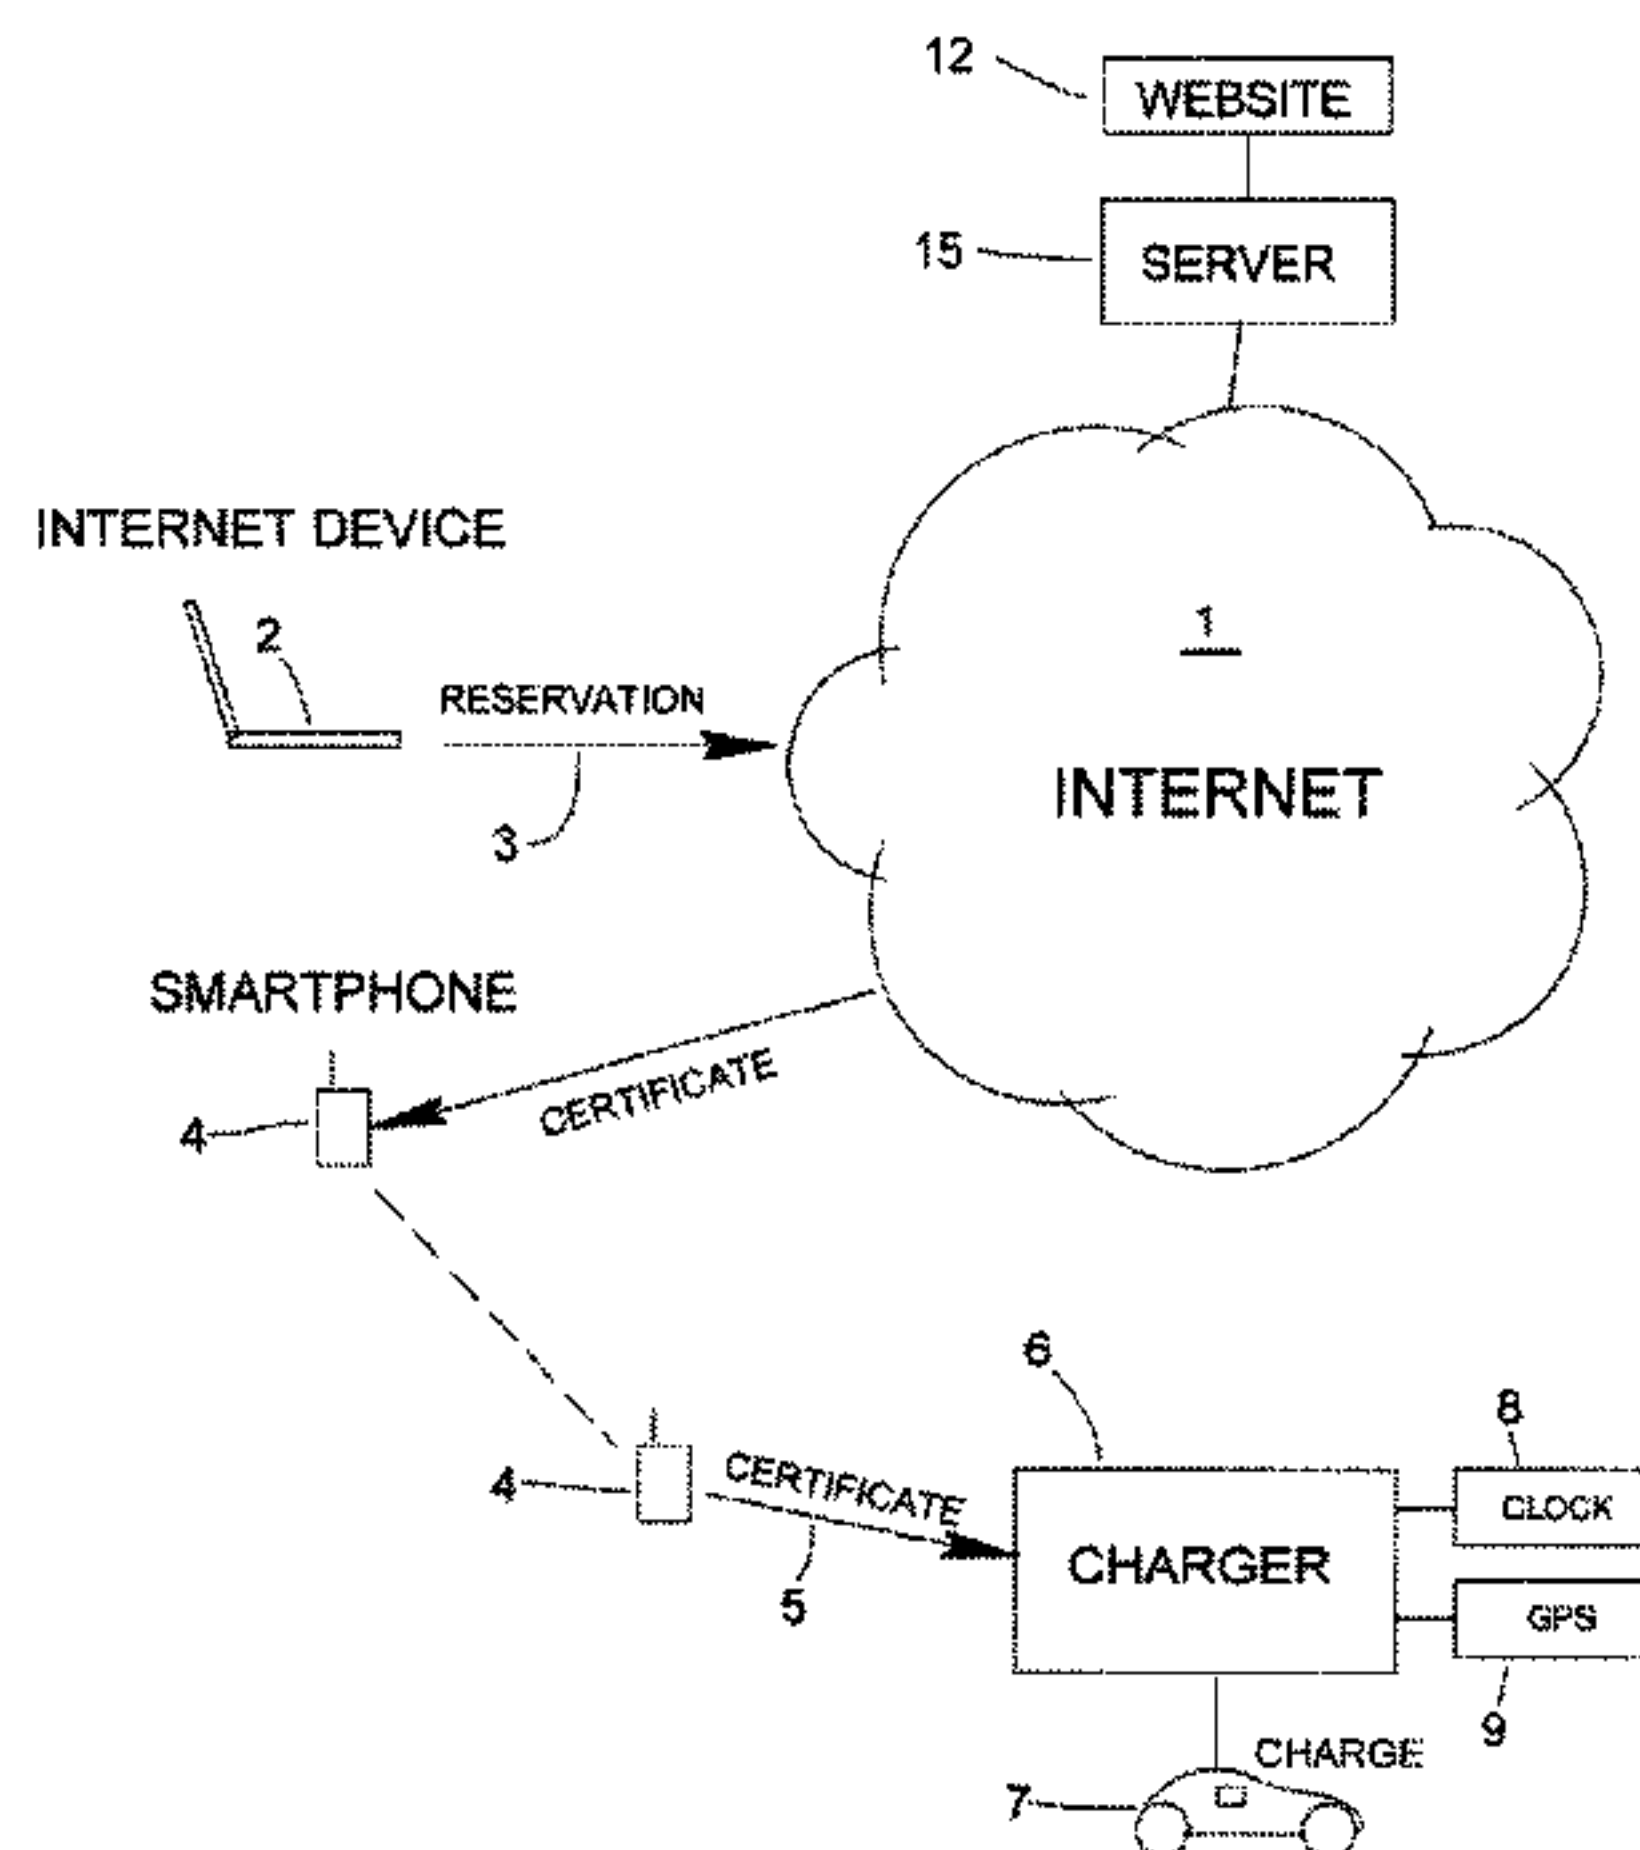 12
WEBSITE
15
SERVER
INTERNET DEVICE
2
1
RESERVATION
INTERNET
3
SMARTPHONE
CERTIFICATE
4
6
8
4
CERTIFICATE
CLOCK
CHARGER
5
GPS
9
CHARGE
7